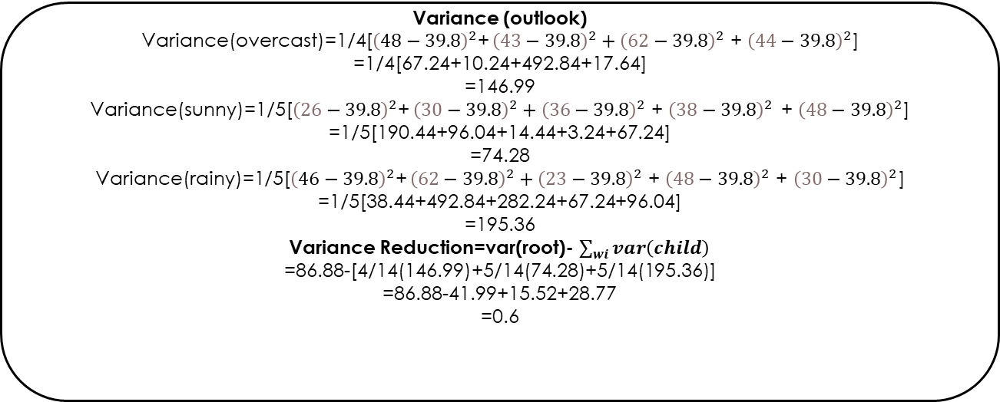 Variance (outlook)
Variance(overcast)=1/4[(48 − 39.8)²+ (43 − 39.8)² + (62 − 39.8)² + (44 − 39.8)²]
=1/4[67.24+10.24+492.84+17.64]
=146.99
Variance(sunny)=1/5[(26 − 39.8)²+ (30 − 39.8)² + (36 − 39.8)² + (38 − 39.8)² + (48 − 39.8)²]
=1/5[190.44+96.04+14.44+3.24+67.24]
=74.28
Variance(rainy)=1/5[(46 − 39.8)²+ (62 − 39.8)² + (23 − 39.8)² + (48 − 39.8)² + (30 − 39.8)²]
=1/5[38.44+492.84+282.24+67.24+96.04]
=195.36
Variance Reduction=var(root)- ∑wi var(child)
=86.88-[4/14(146.99)+5/14(74.28)+5/14(195.36)]
=86.88-41.99+15.52+28.77
=0.6